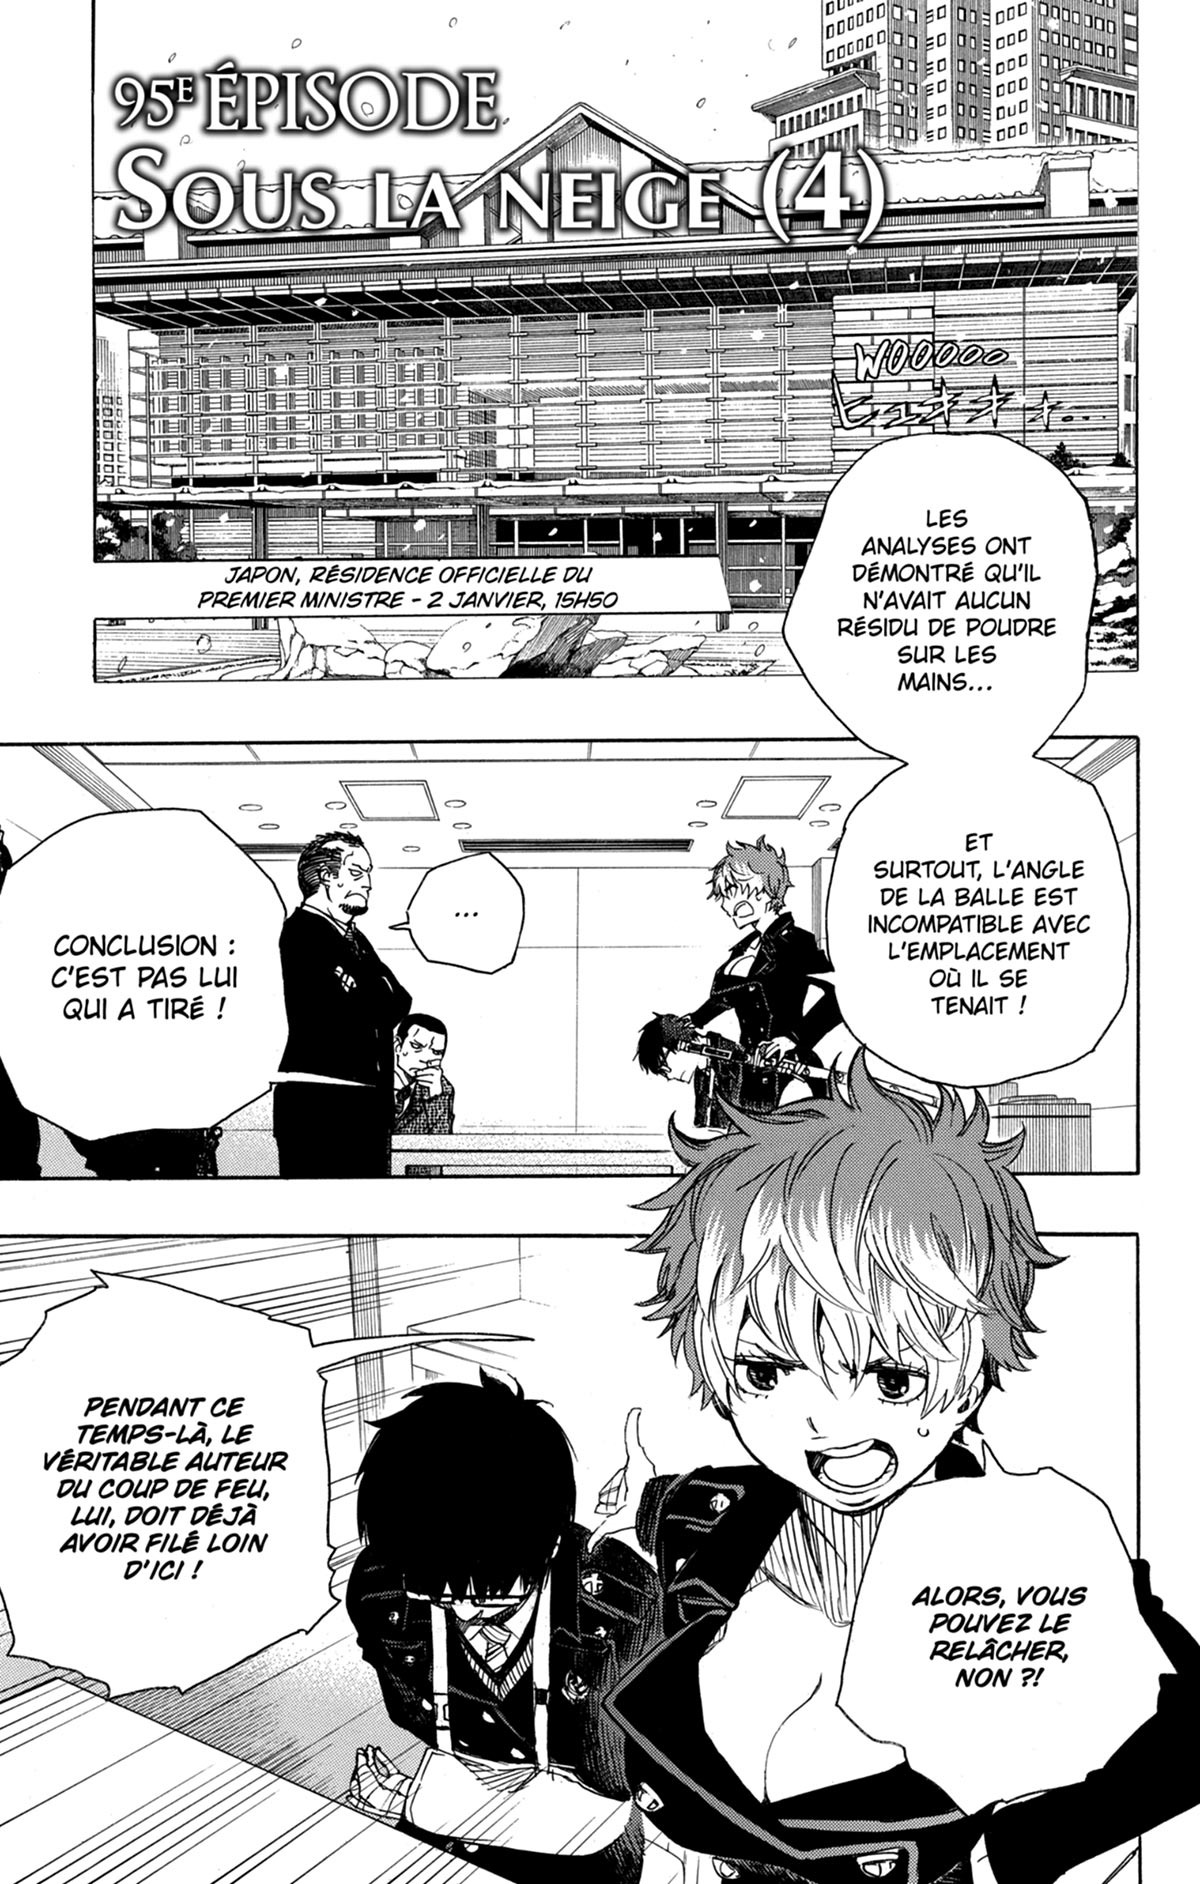 95E ÉPISODE
SOUS LA NEIGE (4)
WOOOOO
ヒュオオオ...
JAPON, RÉSIDENCE OFFICIELLE DU
PREMIER MINISTRE - 2 JANVIER, 15H50
LES
ANALYSES ONT
DÉMONTRÉ QU'IL
N'AVAIT AUCUN
RÉSIDU DE POUDRE
SUR LES
MAINS...
ET
SURTOUT, L'ANGLE
DE LA BALLE EST
INCOMPATIBLE AVEC
L'EMPLACEMENT
OÙ IL SE
TENAIT !
...
CONCLUSION :
C'EST PAS LUI
QUI A TIRÉ !
PENDANT CE
TEMPS-LÀ, LE
VÉRITABLE AUTEUR
DU COUP DE FEU,
LUI, DOIT DÉJÀ
AVOIR FILÉ LOIN
D'ICI !
ALORS, VOUS
POUVEZ LE
RELÂCHER,
NON ?!